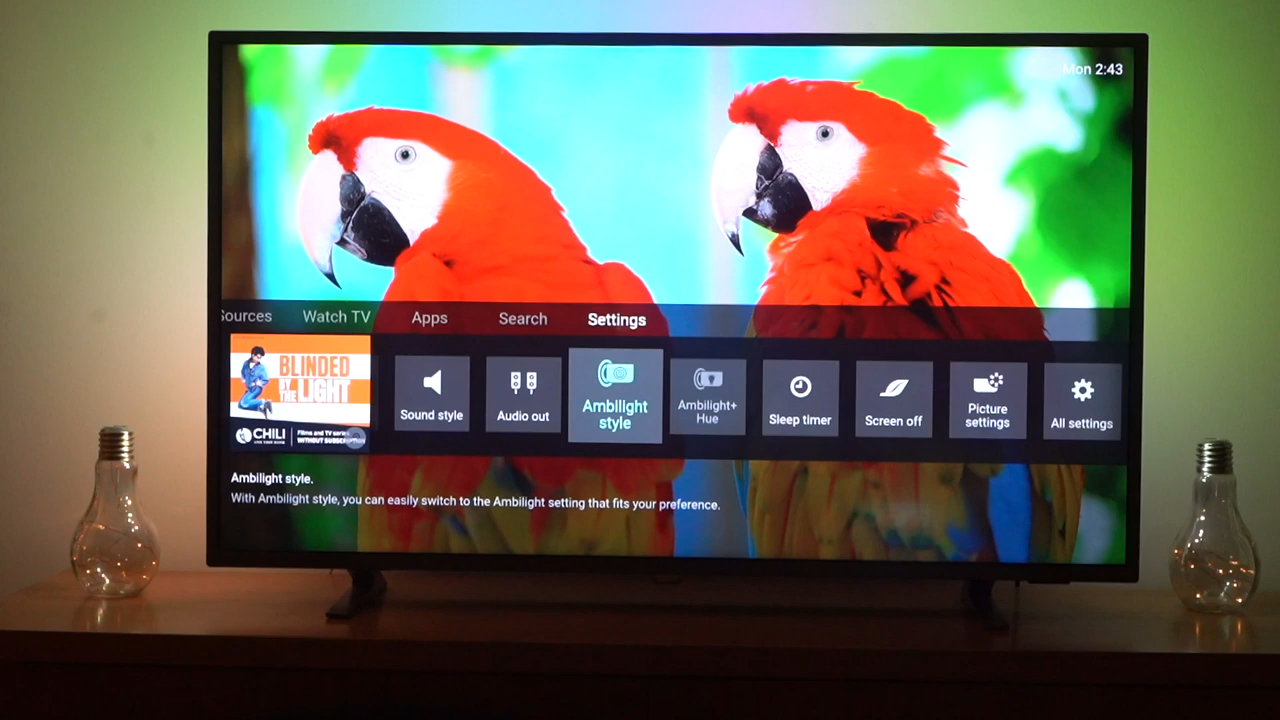 Mon 2:43
Sources
Watch TV
Apps
Search
Settings
BLINDED
BY THE
LIGHT
CHILI
Films and TV series
WITHOUT SUBSCRIPTION
Sound style
Audio out
Ambilight
style
Ambilight+
Hue
Sleep timer
Screen off
Picture
settings
All settings
Ambilight style.
With Ambilight style, you can easily switch to the Ambilight setting that fits your preference.